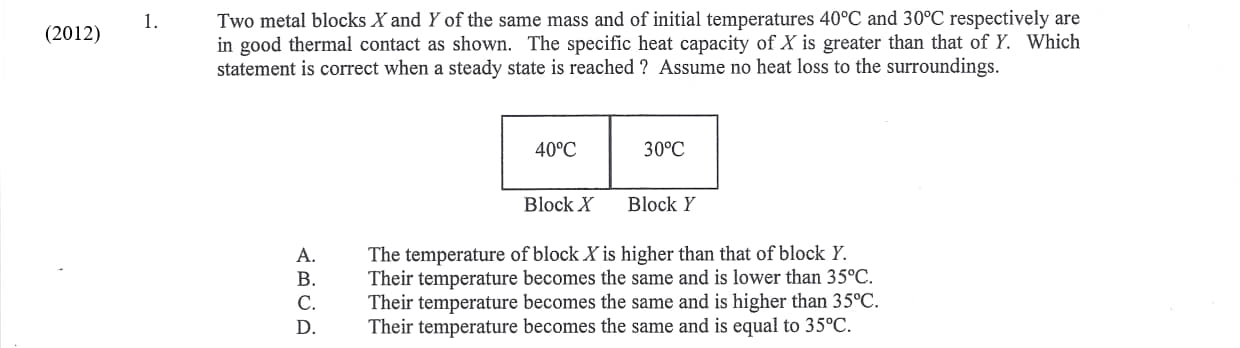 (2012)
1. Two metal blocks X and Y of the same mass and of initial temperatures 40°C and 30°C respectively are
in good thermal contact as shown. The specific heat capacity of X is greater than that of Y. Which
statement is correct when a steady state is reached ? Assume no heat loss to the surroundings.
40°C 30°C
Block X Block Y
A. The temperature of block X is higher than that of block Y.
B. Their temperature becomes the same and is lower than 35°C.
C. Their temperature becomes the same and is higher than 35°C.
D. Their temperature becomes the same and is equal to 35°C.